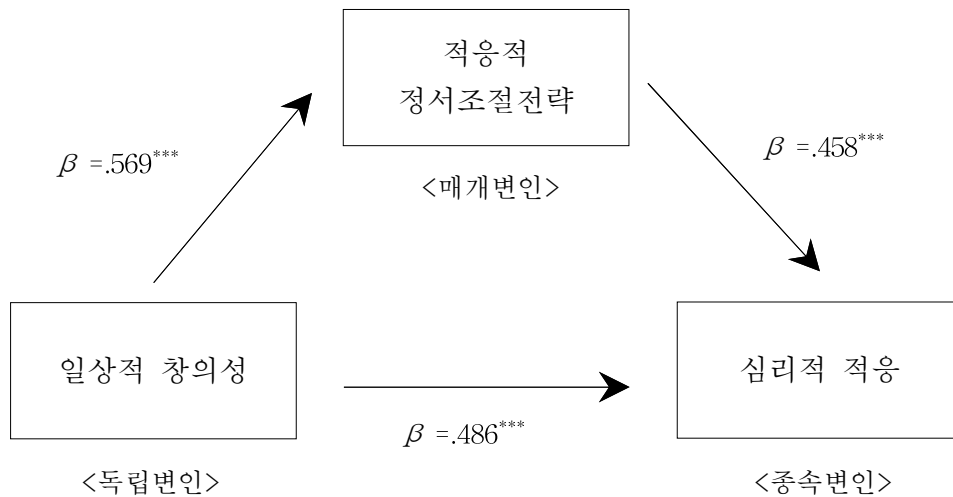 적응적
정서조절전략
β =.569***
β =.458***
<매개변인>
일상적 창의성
심리적 적응
β =.486***
<독립변인>
<종속변인>